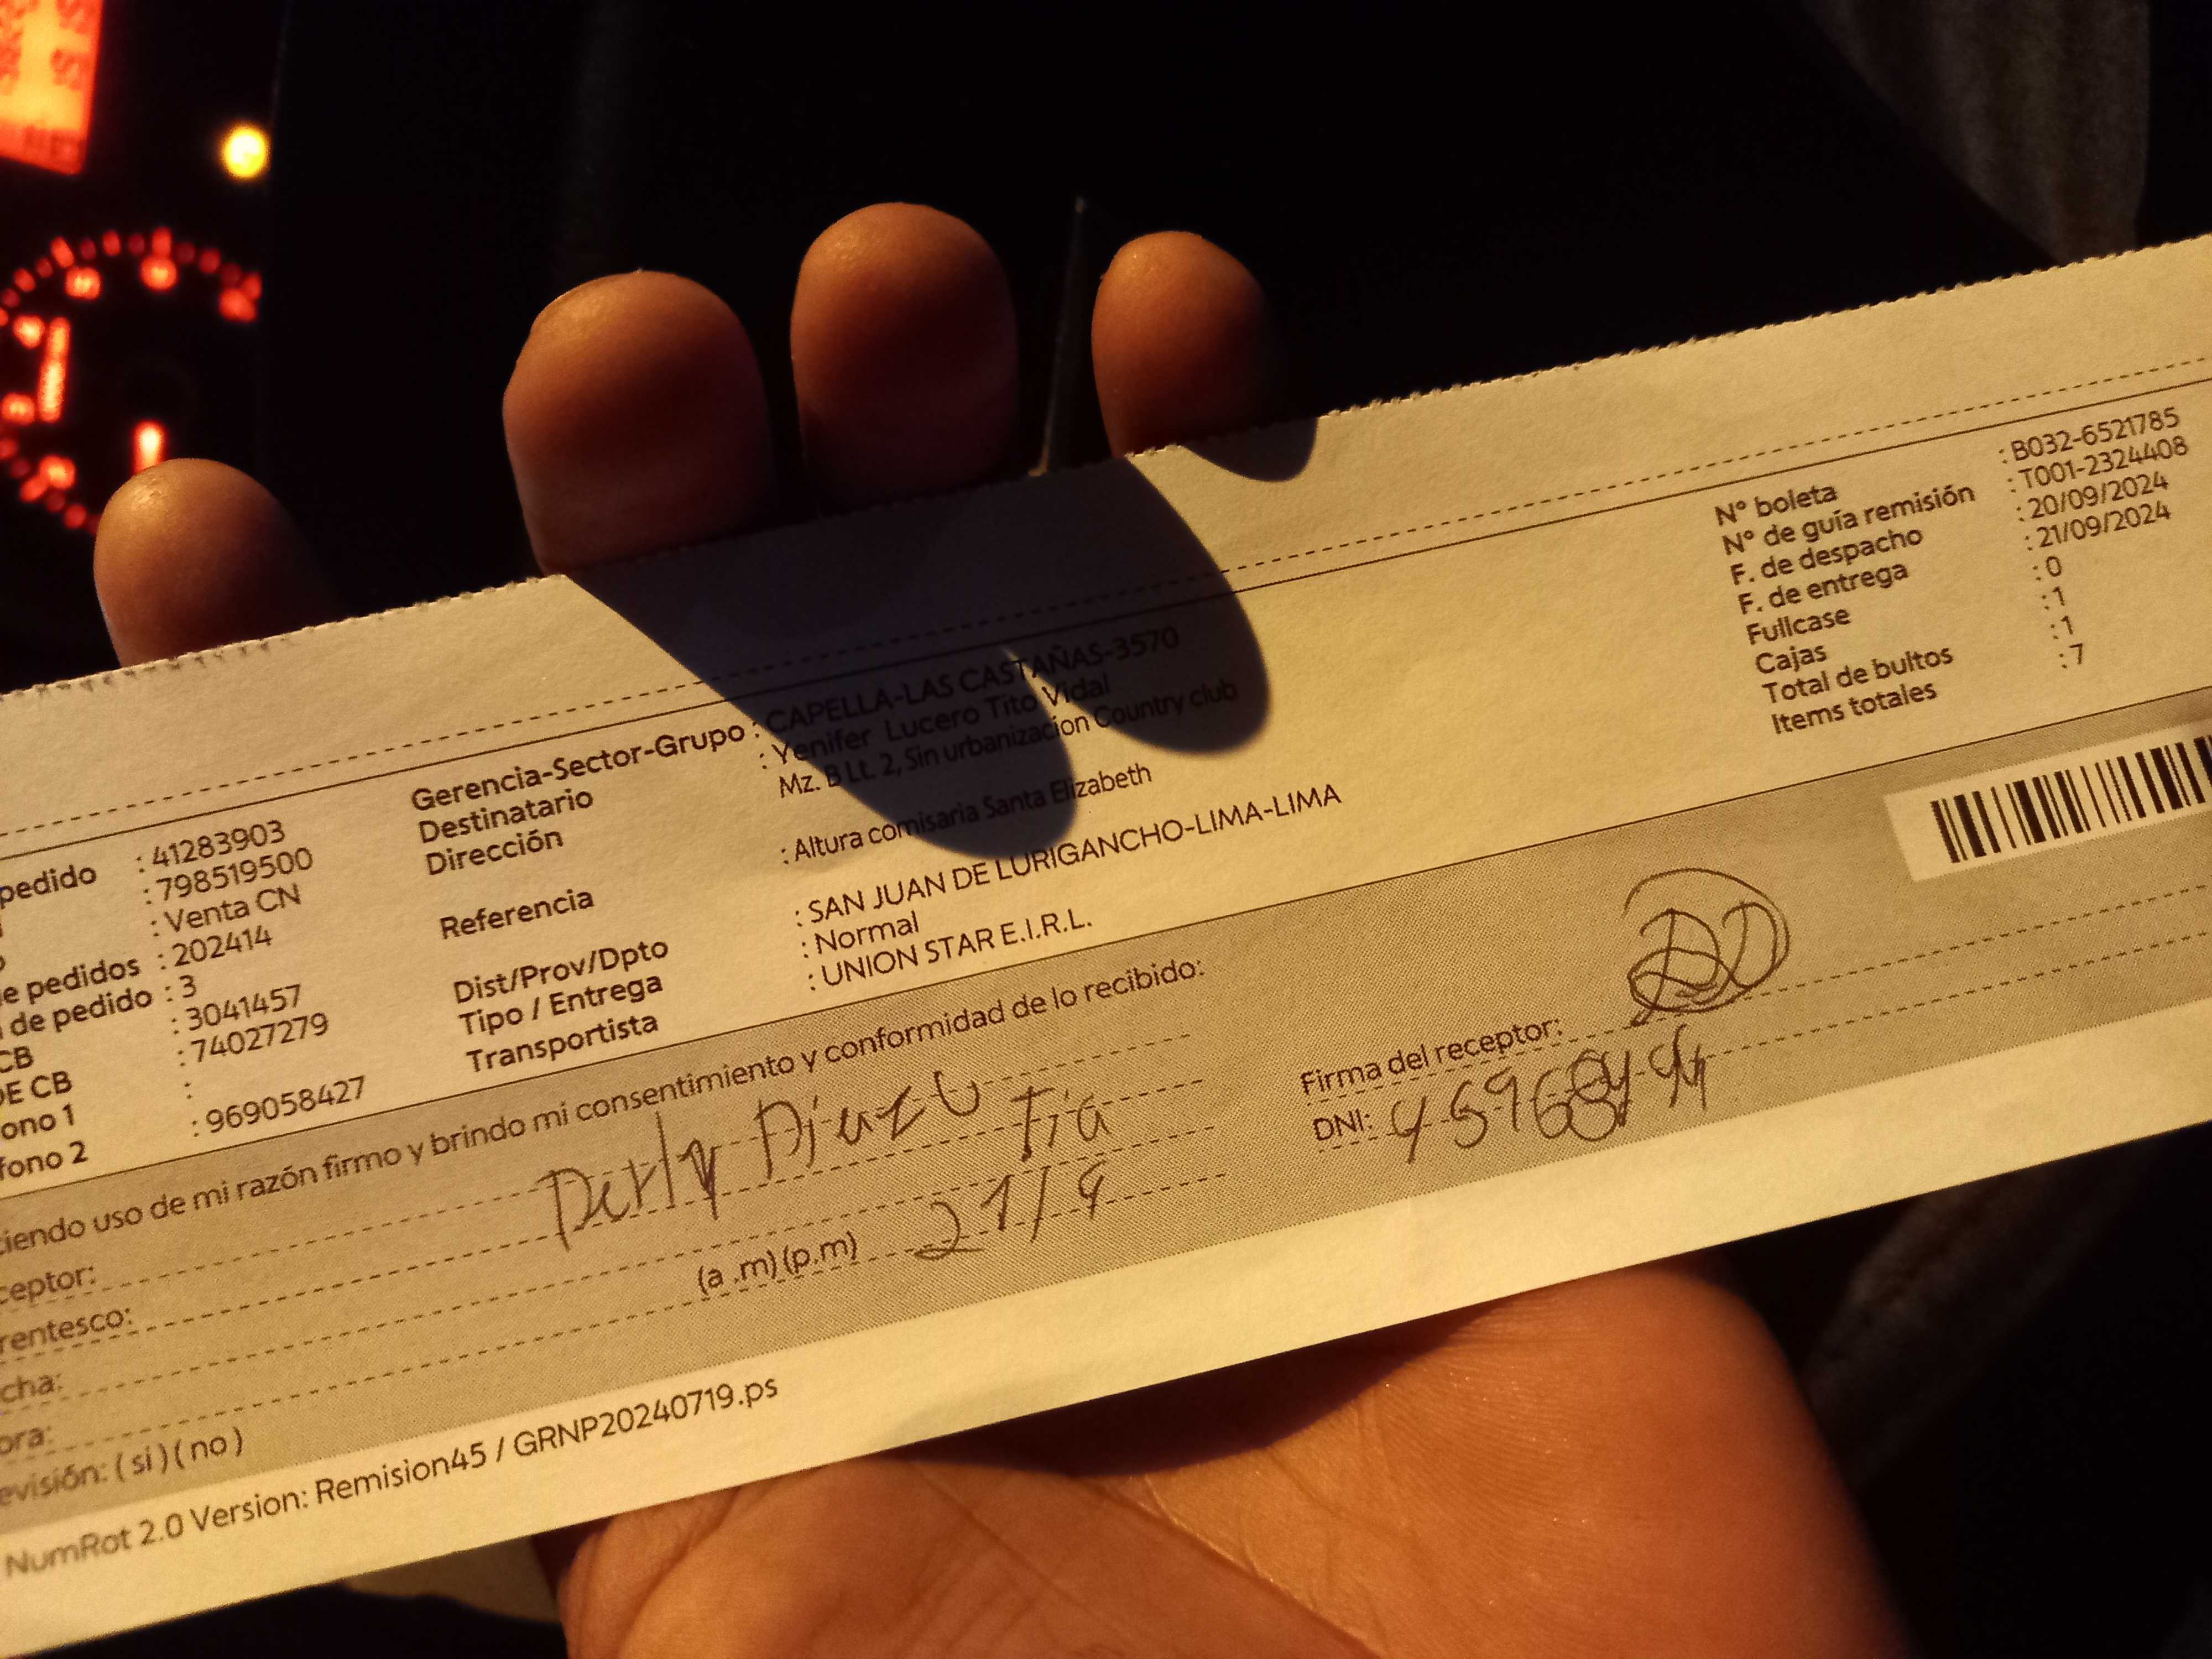 pedido : 41283903
: 798519500
: Venta CN
e pedidos : 202414
de pedido : 3
CB : 3041457
DE CB : 74027279
ono 1 :
fono 2 : 969058427
Gerencia-Sector-Grupo : CAPELLA-LAS CASTAÑAS-3570
Destinatario : Yenifer Lucero Tito Vidal
Dirección Mz. B Lt. 2, Sin urbanización Country club
Referencia : Altura comisaria Santa Elizabeth
Dist/Prov/Dpto : SAN JUAN DE LURIGANCHO-LIMA-LIMA
Tipo / Entrega : Normal
Transportista : UNION STAR E.I.R.L.
N° boleta : B032-6521785
N° de guía remisión : T001-2324408
F. de despacho : 20/09/2024
F. de entrega : 21/09/2024
Fullcase : 0
Cajas : 1
Total de bultos : 1
Items totales : 7
ciendo uso de mi razón firmo y brindo mi consentimiento y conformidad de lo recibido:
ceptor:
rentesco: Tia
cha: 21/9
ora: (a .m) (p.m)
evisión: ( si ) ( no )
Firma del receptor:
DNI:
NumRot 2.0 Version: Remision45 / GRNP20240719.ps